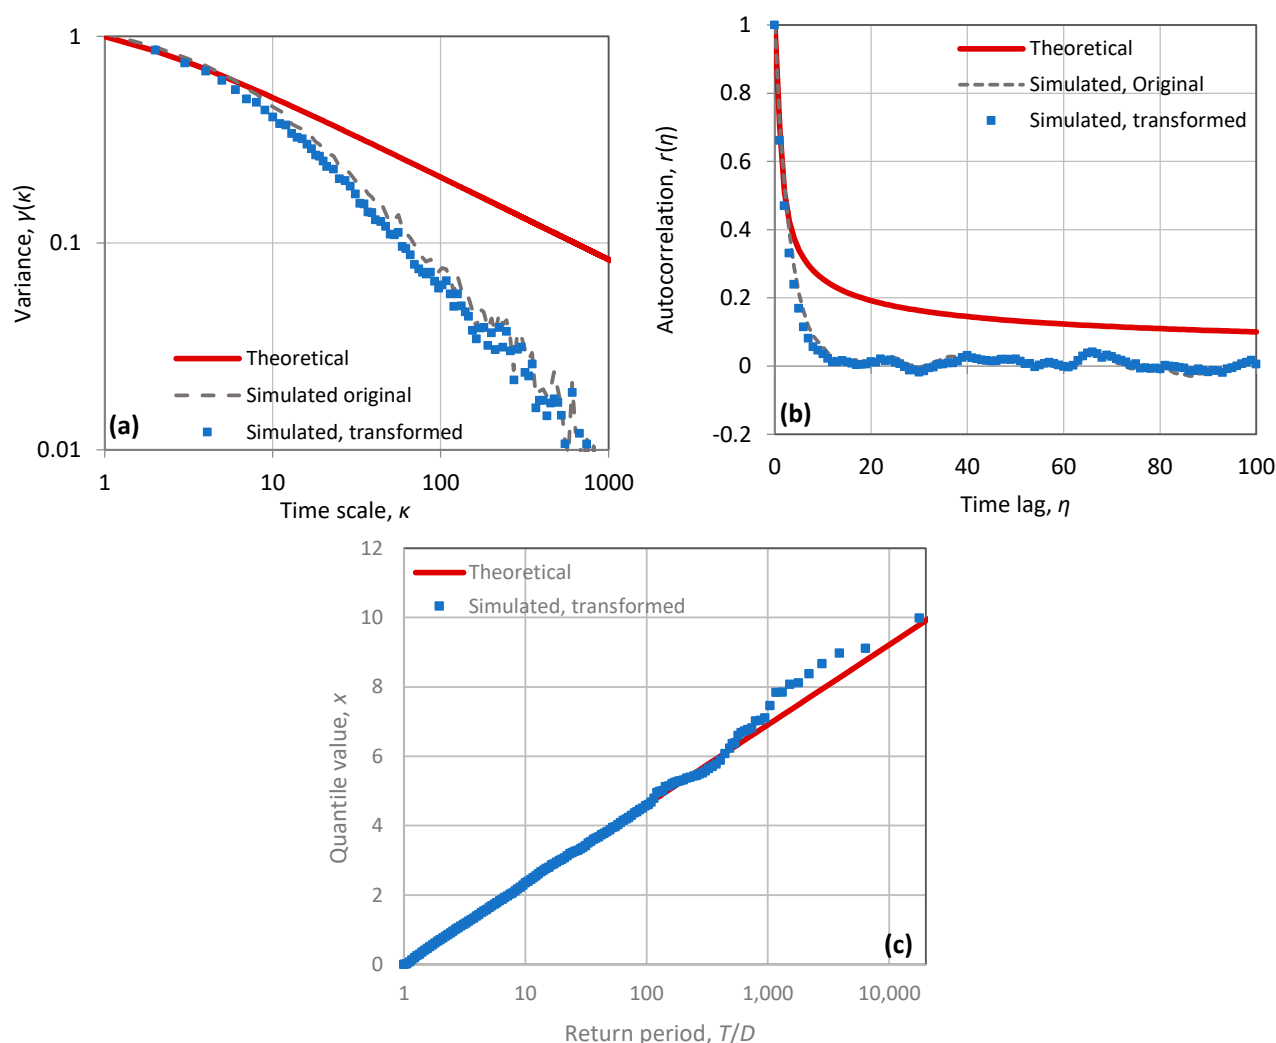 1
0.1
0.01
Variance, γ(κ)
Theoretical
Simulated original
Simulated, transformed
(a)
1
10
100
1000
Time scale, κ
1
0.8
0.6
0.4
0.2
0
-0.2
Autocorrelation, r(η)
Theoretical
Simulated, Original
Simulated, transformed
(b)
0
20
40
60
80
100
Time lag, η
12
10
8
6
4
2
0
Quantile value, x
Theoretical
Simulated, transformed
(c)
1
10
100
1,000
10,000
Return period, T/D